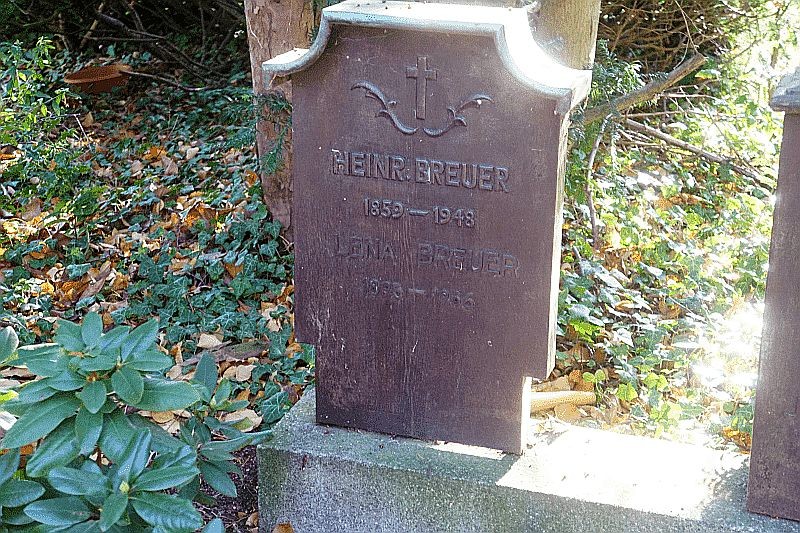 HEINR. BREUER
1859 — 1948
LENA BREUER